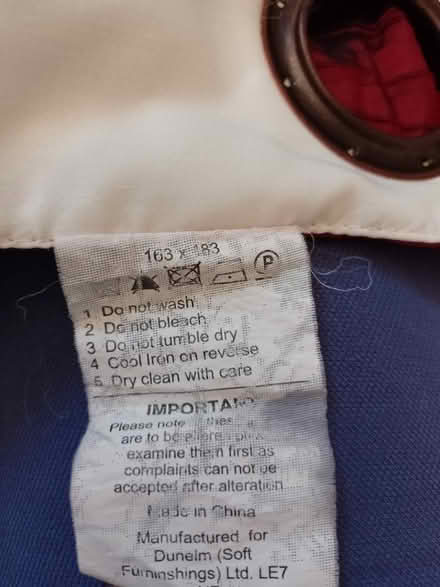 163 x 183
P
1 Do not wash
2 Do not bleach
3 Do not tumble dry
4 Cool Iron on reverse
5 Dry clean with care
IMPORTANT
Please note
are to be
examine them first as
complaints can not be
accepted after alteration
Made in China
Manufactured for
Dunelm (Soft
Furnishings) Ltd. LE7